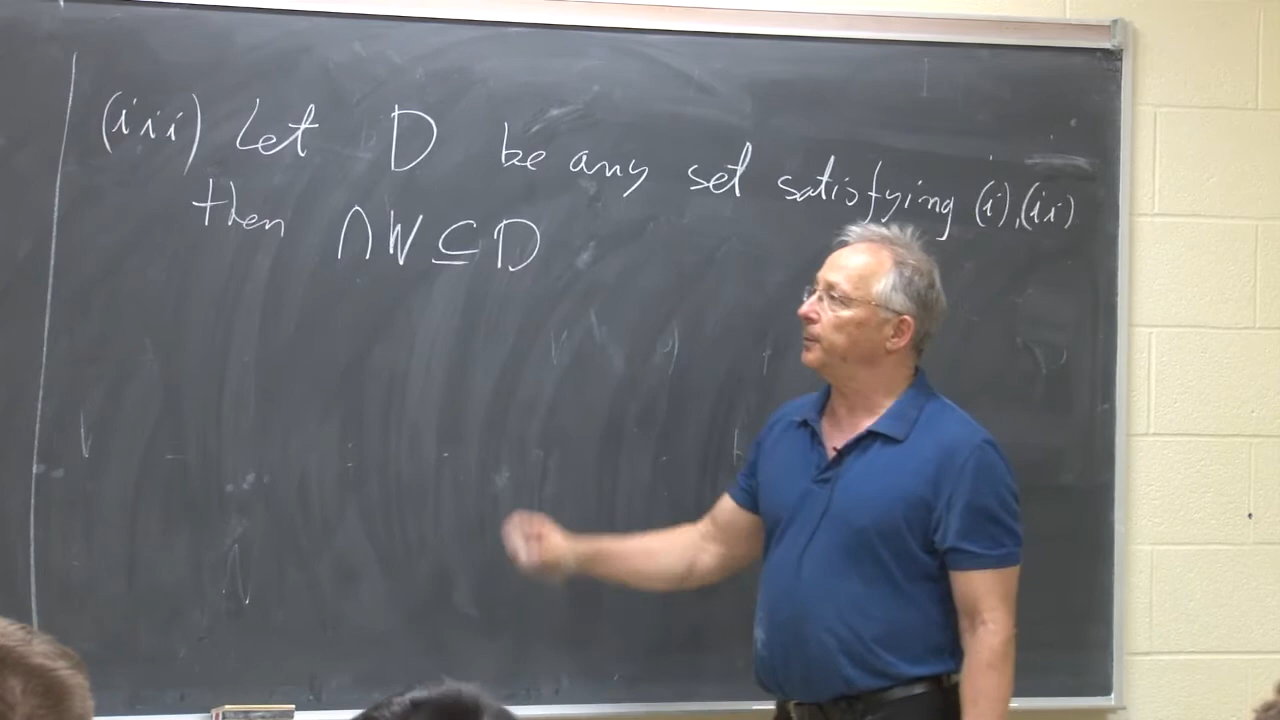 (iii) Let D be any set satisfying (i),(ii)
then ∩W⊆D